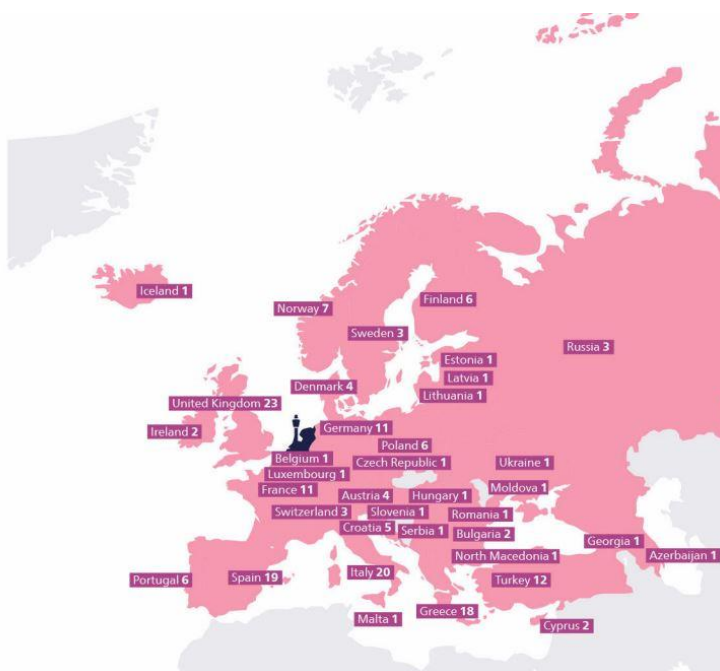 Iceland 1
Norway 7
Finland 6
Sweden 3
Russia 3
Estonia 1
Latvia 1
Denmark 4
Lithuania 1
United Kingdom 23
Ireland 2
Germany 11
Poland 6
Belgium 1
Czech Republic 1
Ukraine 1
Luxembourg 1
Moldova 1
France 11
Austria 4
Hungary 1
Switzerland 3
Slovenia 1
Romania 1
Croatia 5
Serbia 1
Bulgaria 2
Georgia 1
North Macedonia 1
Azerbaijan 1
Portugal 6
Spain 19
Italy 20
Turkey 12
Greece 18
Malta 1
Cyprus 2